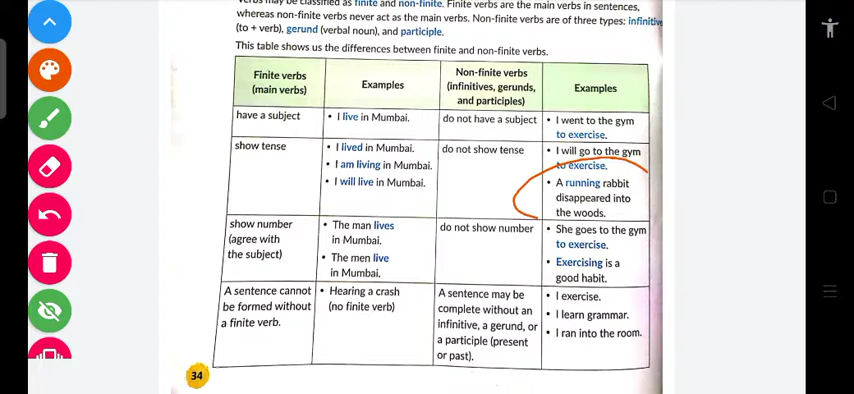 Verbs may be classified as finite and non-finite. Finite verbs are the main verbs in sentences,
whereas non-finite verbs never act as the main verbs. Non-finite verbs are of three types: infinitive
(to + verb), gerund (verbal noun), and participle.
This table shows us the differences between finite and non-finite verbs.
Finite verbs
(main verbs)
Examples
Non-finite verbs
(infinitives, gerunds,
and participles)
Examples
have a subject
• I live in Mumbai.
do not have a subject
• I went to the gym
to exercise.
show tense
• I lived in Mumbai.
• I am living in Mumbai.
• I will live in Mumbai.
do not show tense
• I will go to the gym
to exercise.
• A running rabbit
disappeared into
the woods.
show number
(agree with
the subject)
• The man lives
in Mumbai.
• The men live
in Mumbai.
do not show number
• She goes to the gym
to exercise.
• Exercising is a
good habit.
A sentence cannot
be formed without
a finite verb.
• Hearing a crash
(no finite verb)
A sentence may be
complete without an
infinitive, a gerund, or
a participle (present
or past).
• I exercise.
• I learn grammar.
• I ran into the room.
34